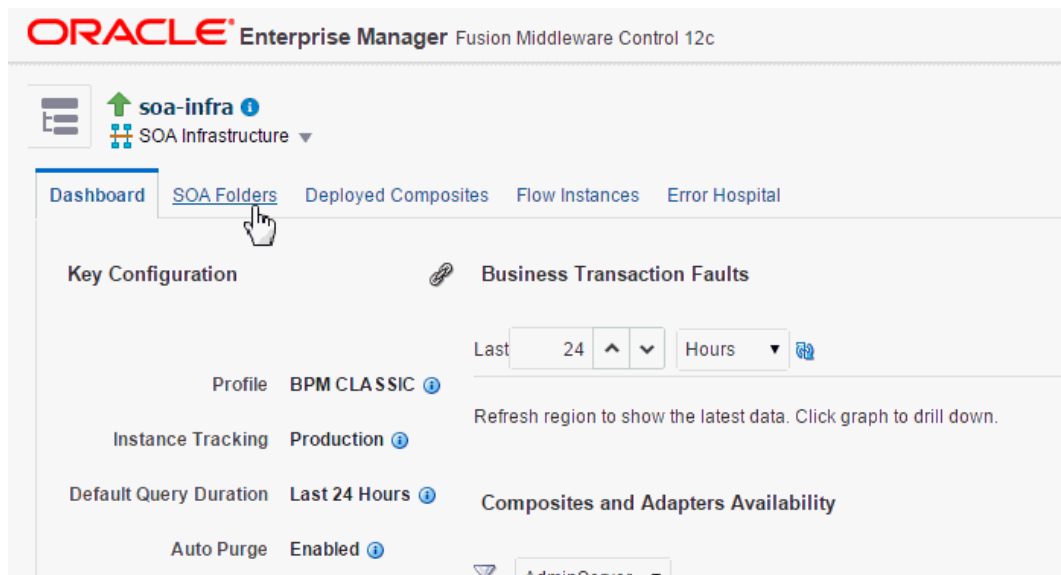 ORACLE Enterprise Manager Fusion Middleware Control 12c
soa-infra
SOA Infrastructure
Dashboard SOA Folders Deployed Composites Flow Instances Error Hospital
Key Configuration
Profile BPM CLASSIC
Instance Tracking Production
Default Query Duration Last 24 Hours
Auto Purge Enabled
Business Transaction Faults
Last 24 Hours
Refresh region to show the latest data. Click graph to drill down.
Composites and Adapters Availability
AdminServer